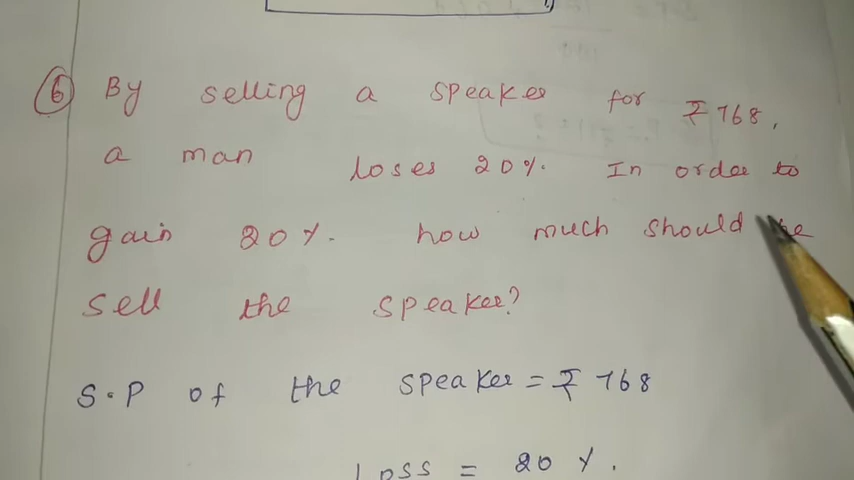 6 By selling a speaker for ₹ 768,
a man loses 20%. In order to
gain 20%. how much should he
sell the speaker?
S.P of the speaker = ₹ 768
Loss = 20%.